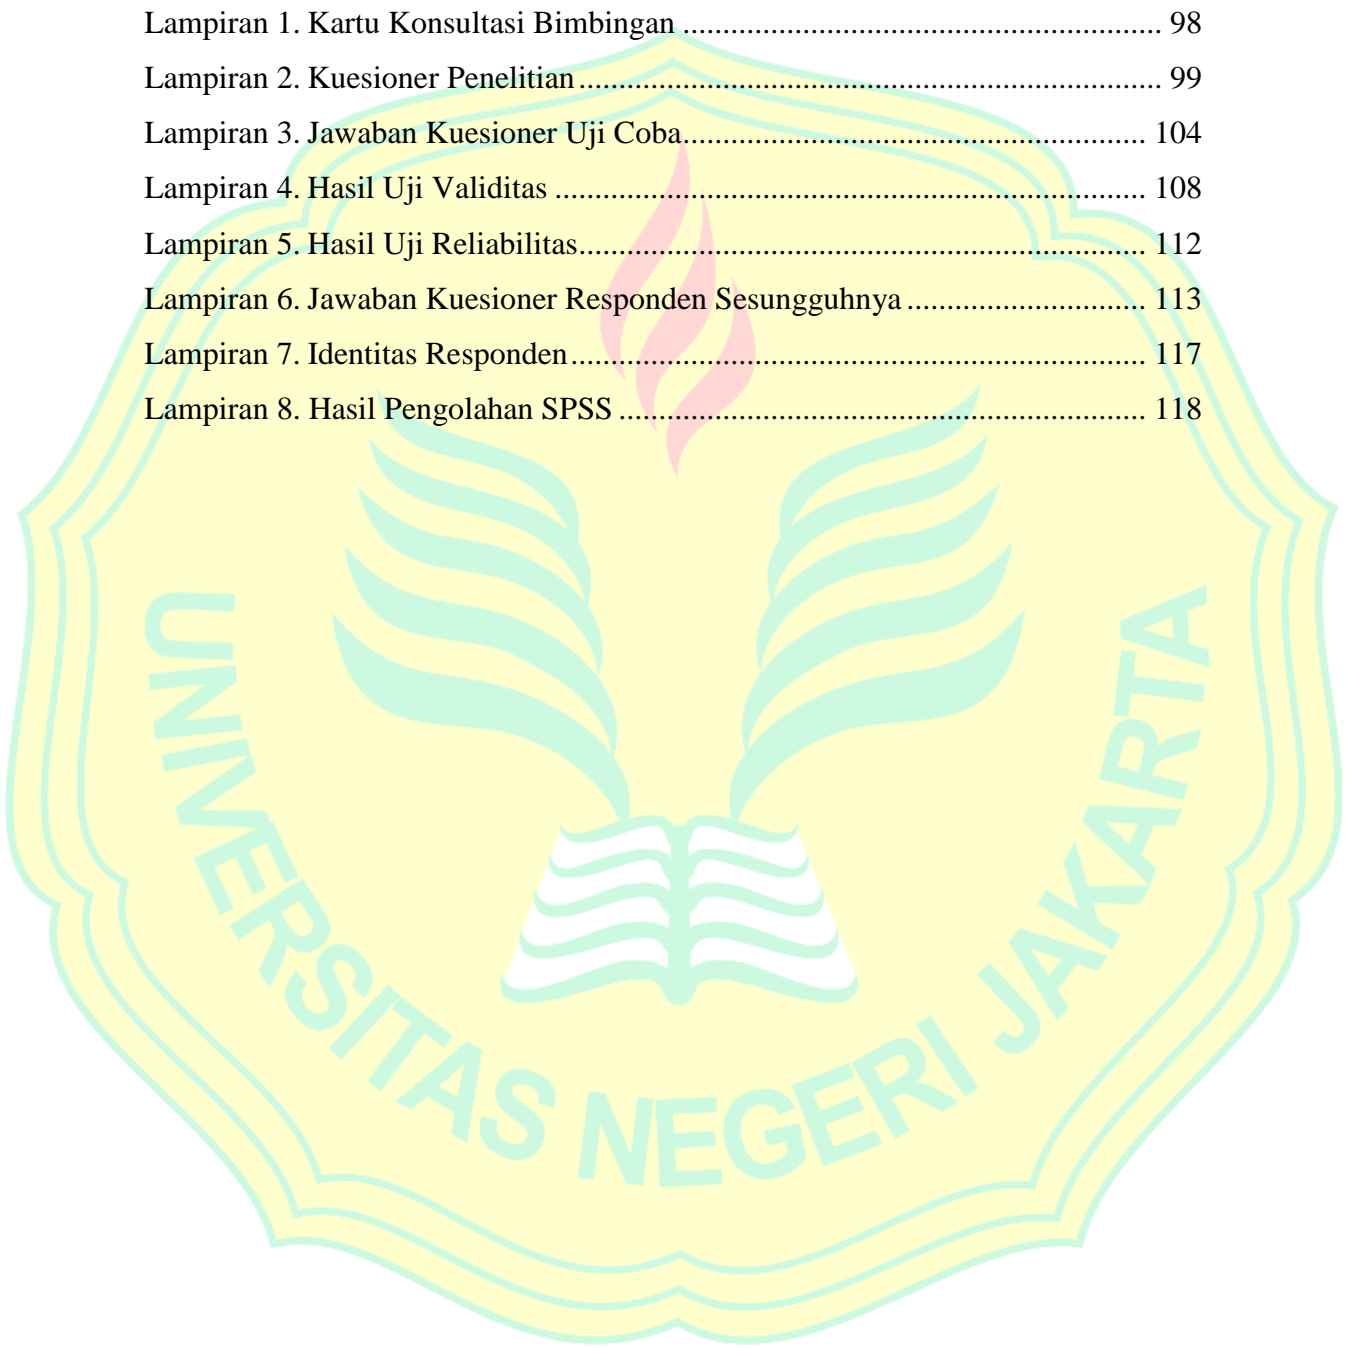 Lampiran 1. Kartu Konsultasi Bimbingan ............................................................ 98
Lampiran 2. Kuesioner Penelitian ......................................................................... 99
Lampiran 3. Jawaban Kuesioner Uji Coba.......................................................... 104
Lampiran 4. Hasil Uji Validitas .......................................................................... 108
Lampiran 5. Hasil Uji Reliabilitas....................................................................... 112
Lampiran 6. Jawaban Kuesioner Responden Sesungguhnya .............................. 113
Lampiran 7. Identitas Responden........................................................................ 117
Lampiran 8. Hasil Pengolahan SPSS .................................................................. 118
UNIVERSITAS NEGERI JAKARTA